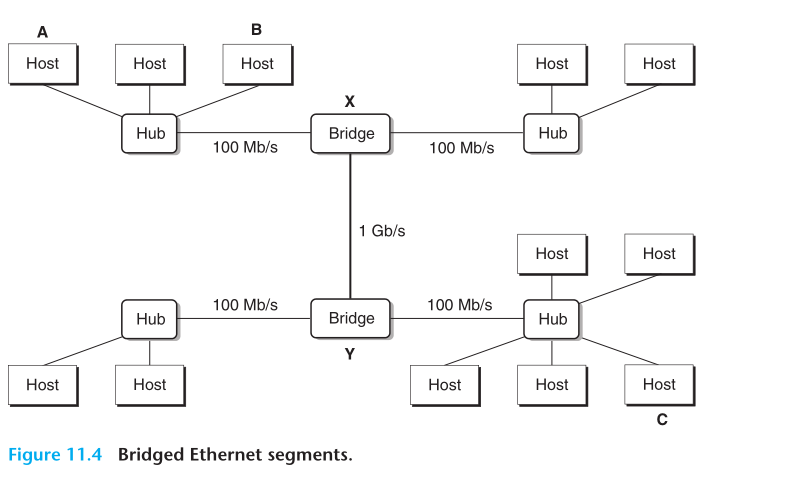 A
B
Host
Host
Host
Host
Host
X
Hub
Bridge
Hub
100 Mb/s
100 Mb/s
1 Gb/s
Host
Host
100 Mb/s
100 Mb/s
Hub
Bridge
Hub
Y
Host
Host
Host
Host
Host
C
Figure 11.4 Bridged Ethernet segments.